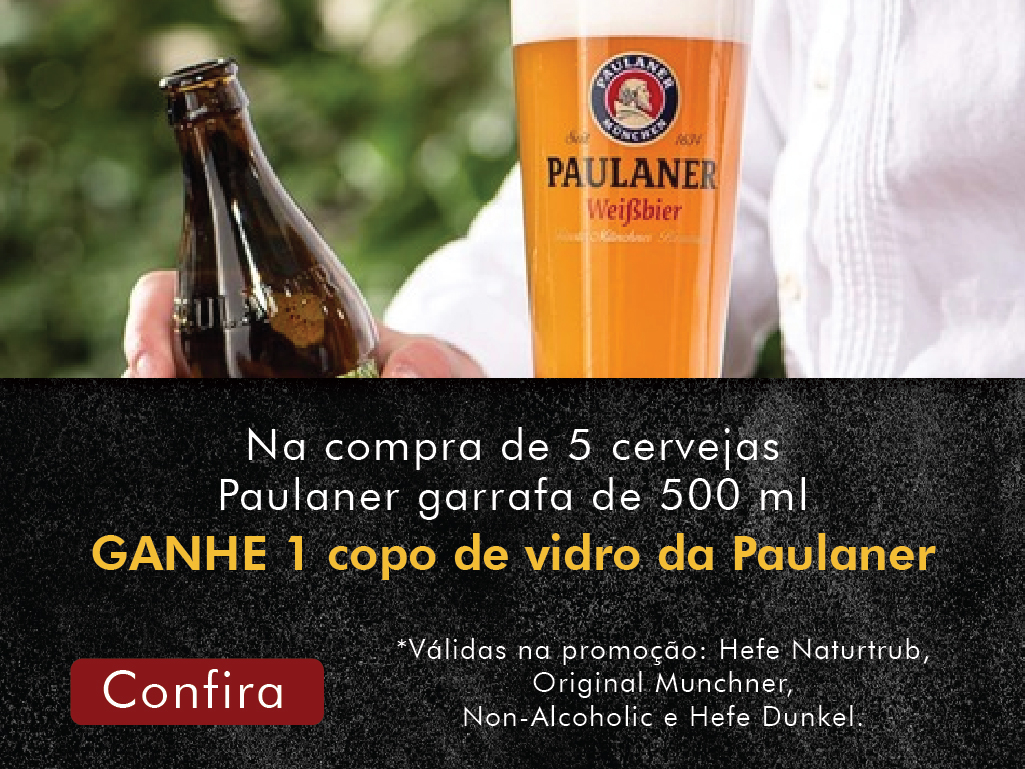 PAULANER
MÜNCHEN
Seit 1634
PAULANER
Weißbier
Na compra de 5 cervejas
Paulaner garrafa de 500 ml
GANHE 1 copo de vidro da Paulaner
*Válidas na promoção: Hefe Naturtrub,
Original Munchner,
Non-Alcoholic e Hefe Dunkel.
Confira